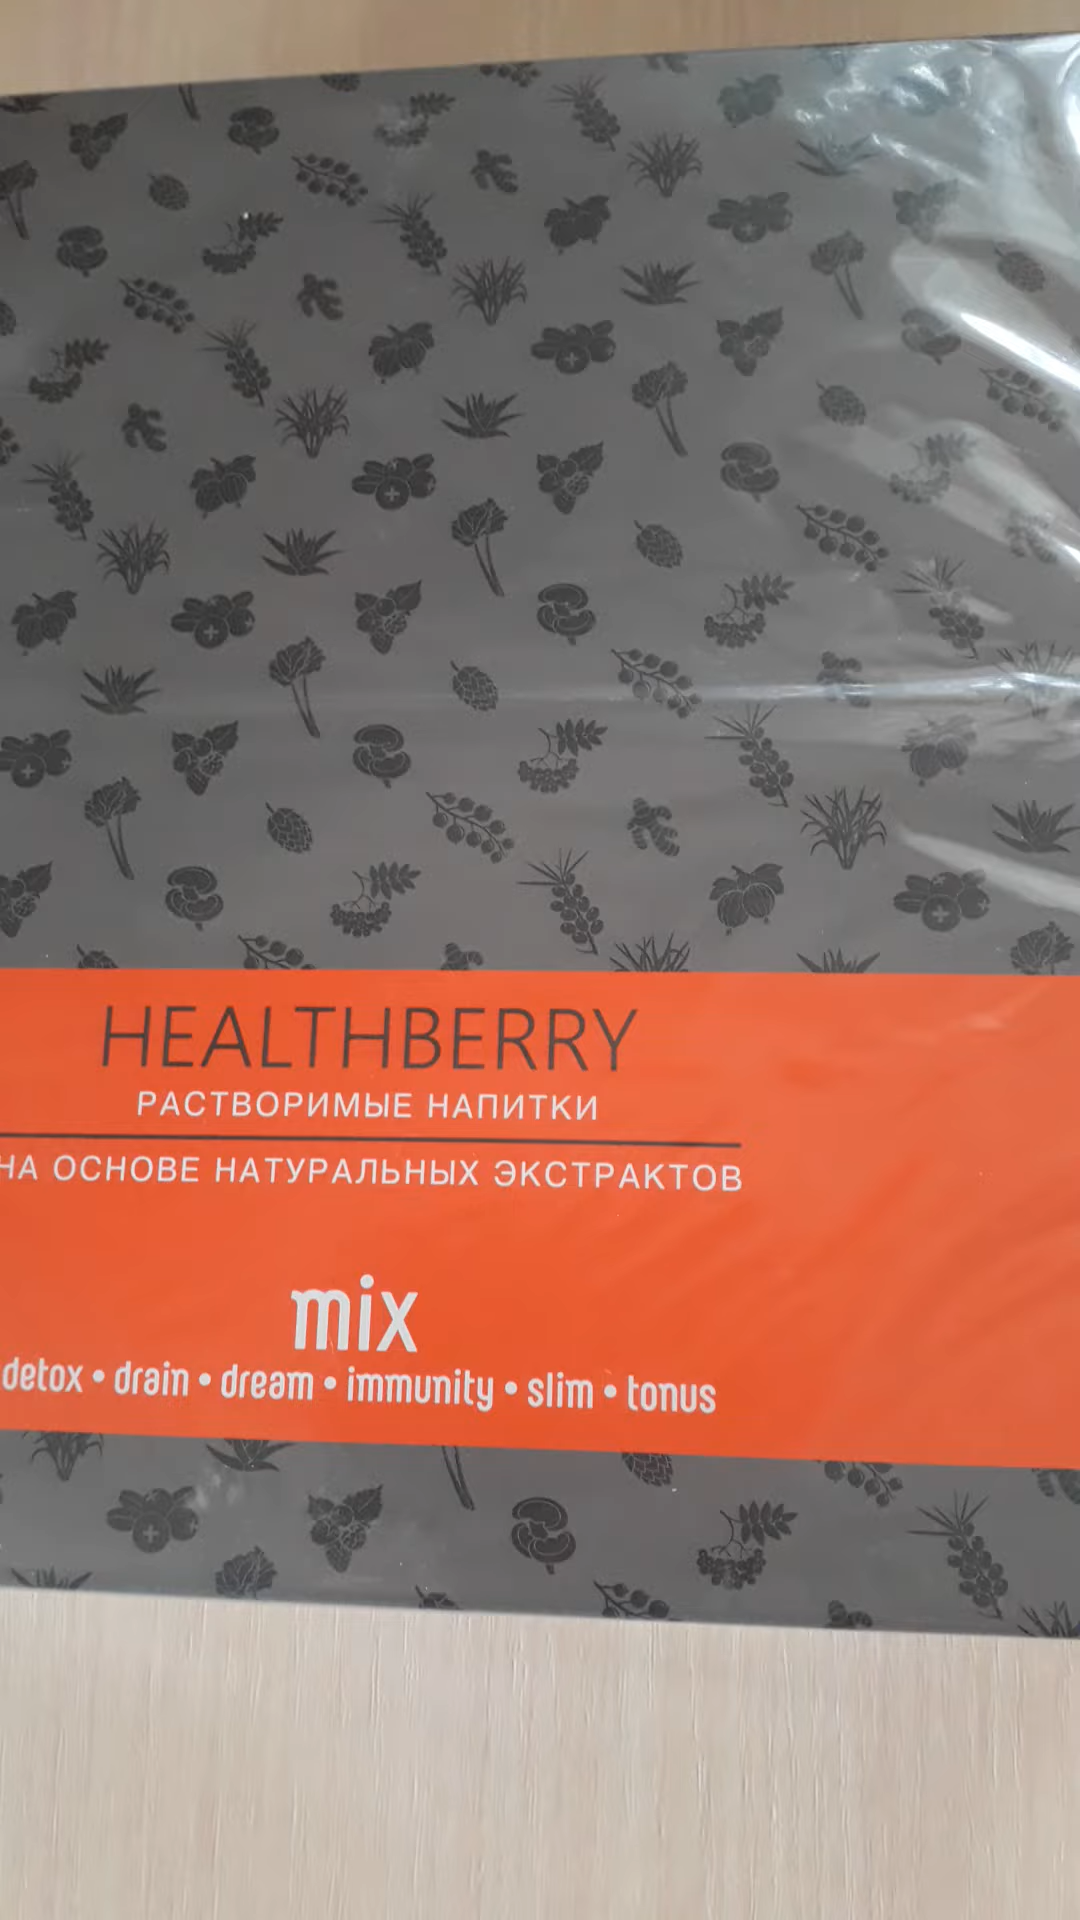 HEALTHBERRY
РАСТВОРИМЫЕ НАПИТКИ
НА ОСНОВЕ НАТУРАЛЬНЫХ ЭКСТРАКТОВ
mix
detox • drain • dream • immunity • slim • tonus